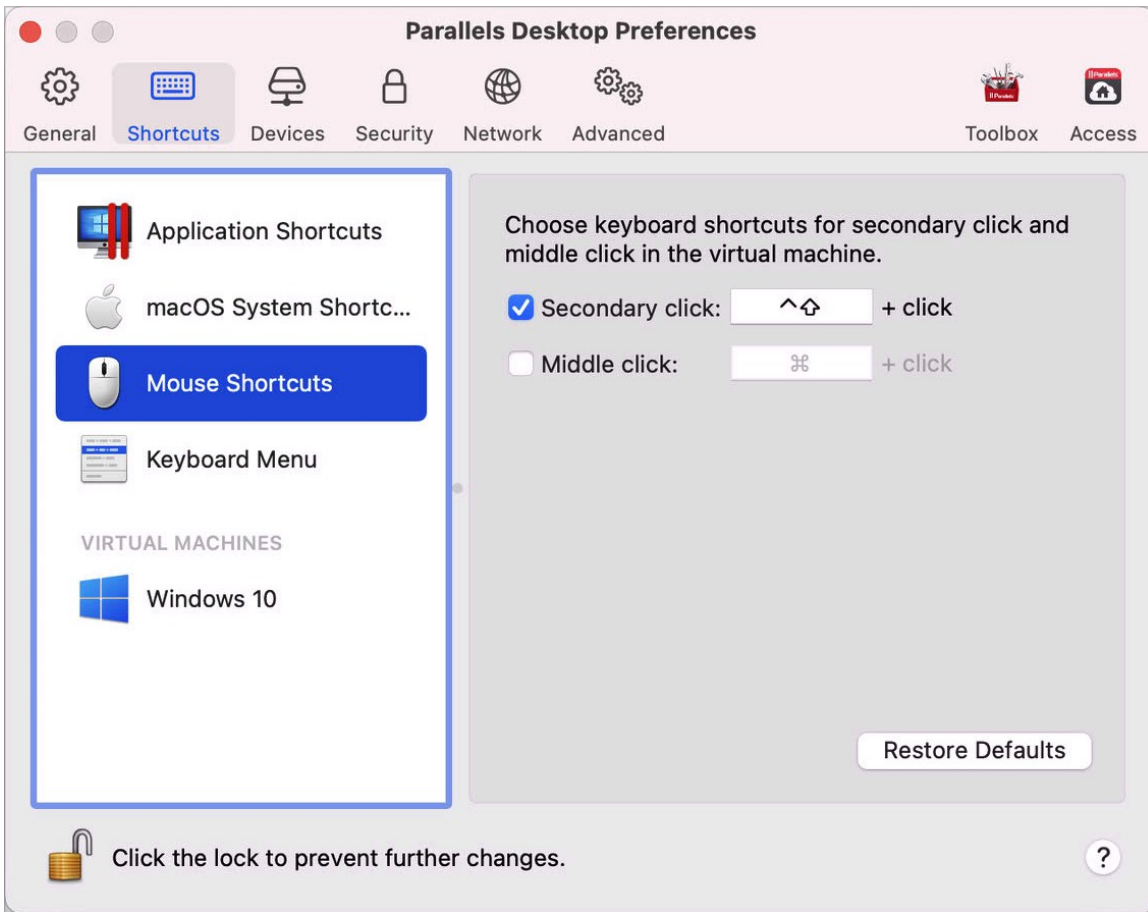 Parallels Desktop Preferences
General Shortcuts Devices Security Network Advanced Toolbox Access
Application Shortcuts
macOS System Shortc...
Mouse Shortcuts
Keyboard Menu
VIRTUAL MACHINES
Windows 10
Choose keyboard shortcuts for secondary click and
middle click in the virtual machine.
Secondary click: ^⇧ + click
Middle click: ⌘ + click
Restore Defaults
Click the lock to prevent further changes.
?